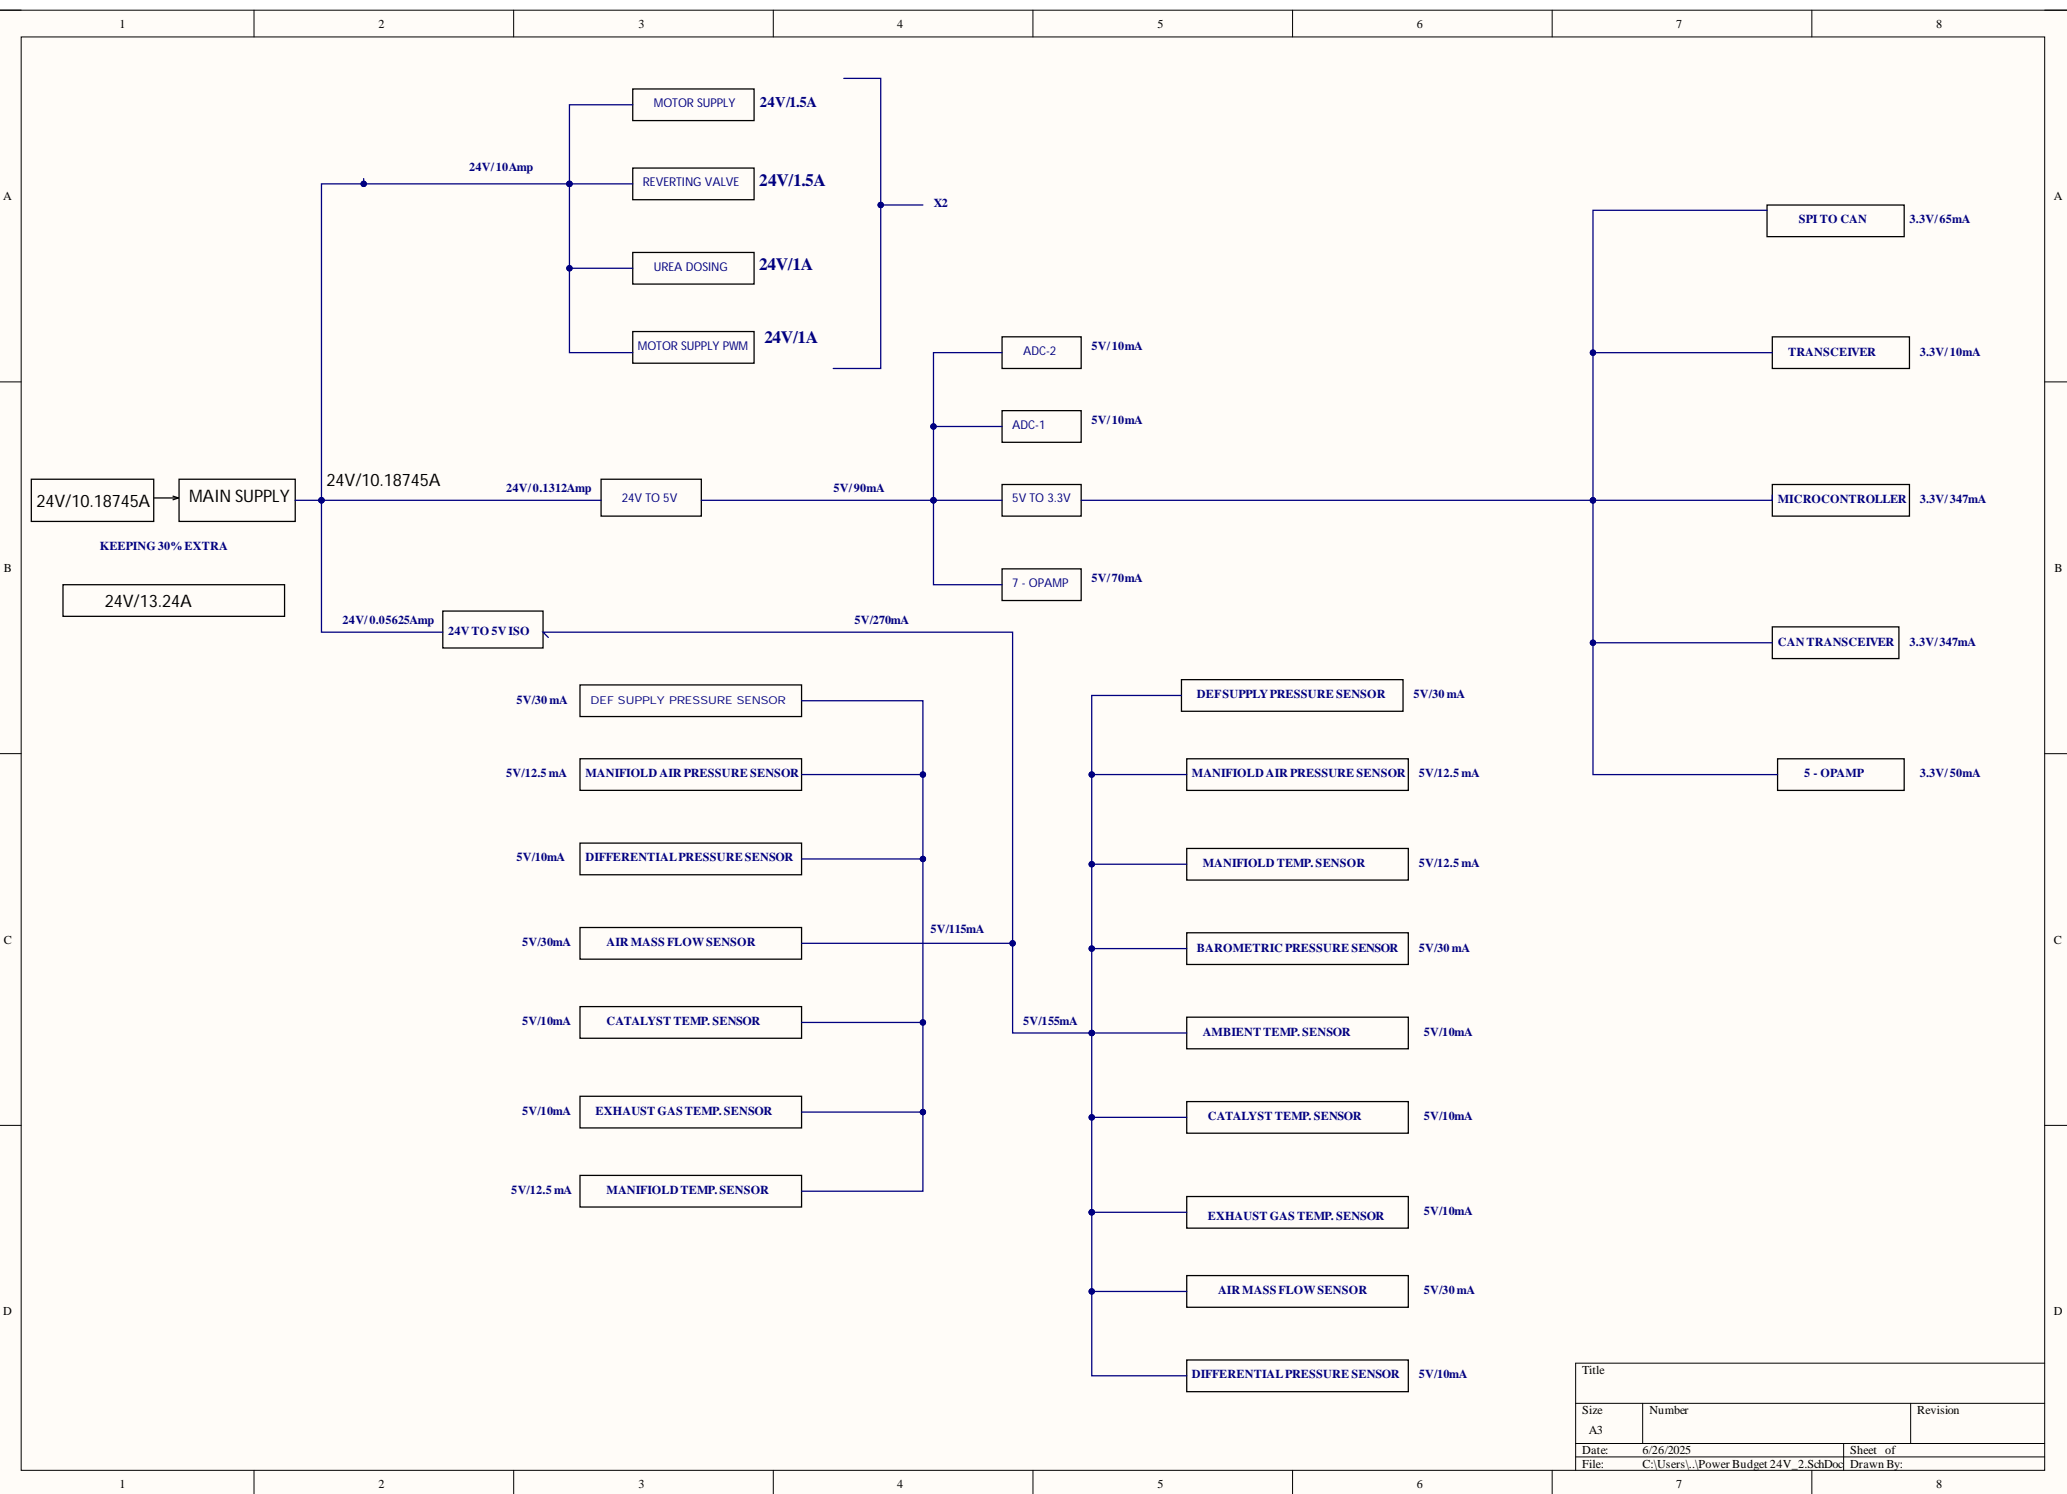 1 2 3 4 5 6 7 8
MOTOR SUPPLY 24V/1.5A
24V/10Amp
REVERTING VALVE 24V/1.5A
A
A
X2
SPI TO CAN 3.3V/65mA
UREA DOSING 24V/1A
MOTOR SUPPLY PWM 24V/1A
ADC-2 5V/10mA
TRANSCEIVER 3.3V/10mA
ADC-1 5V/10mA
24V/10.18745A
MAIN SUPPLY
24V/10.18745A
24V/0.1312Amp
24V TO 5V
5V/90mA
5V TO 3.3V
MICROCONTROLLER 3.3V/347mA
KEEPING 30% EXTRA
B
B
7 - OPAMP 5V/70mA
24V/13.24A
24V/0.05625Amp
24V TO 5V ISO
5V/270mA
CAN TRANSCEIVER 3.3V/347mA
5V/30 mA DEF SUPPLY PRESSURE SENSOR
DEF SUPPLY PRESSURE SENSOR 5V/30 mA
5V/12.5 mA MANIFIOLD AIR PRESSURE SENSOR
MANIFIOLD AIR PRESSURE SENSOR 5V/12.5 mA
5 - OPAMP 3.3V/50mA
5V/10mA DIFFERENTIAL PRESSURE SENSOR
MANIFIOLD TEMP. SENSOR 5V/12.5 mA
C
C
5V/30mA AIR MASS FLOW SENSOR
5V/115mA
BAROMETRIC PRESSURE SENSOR 5V/30 mA
5V/10mA CATALYST TEMP. SENSOR
5V/155mA
AMBIENT TEMP. SENSOR 5V/10mA
5V/10mA EXHAUST GAS TEMP. SENSOR
CATALYST TEMP. SENSOR 5V/10mA
5V/12.5 mA MANIFIOLD TEMP. SENSOR
EXHAUST GAS TEMP. SENSOR 5V/10mA
AIR MASS FLOW SENSOR 5V/30 mA
D
D
DIFFERENTIAL PRESSURE SENSOR 5V/10mA
Title
Size Number Revision
A3
Date: 6/26/2025 Sheet of
File: C:\Users\..\Power Budget 24V_2.SchDoc Drawn By:
1 2 3 4 5 6 7 8